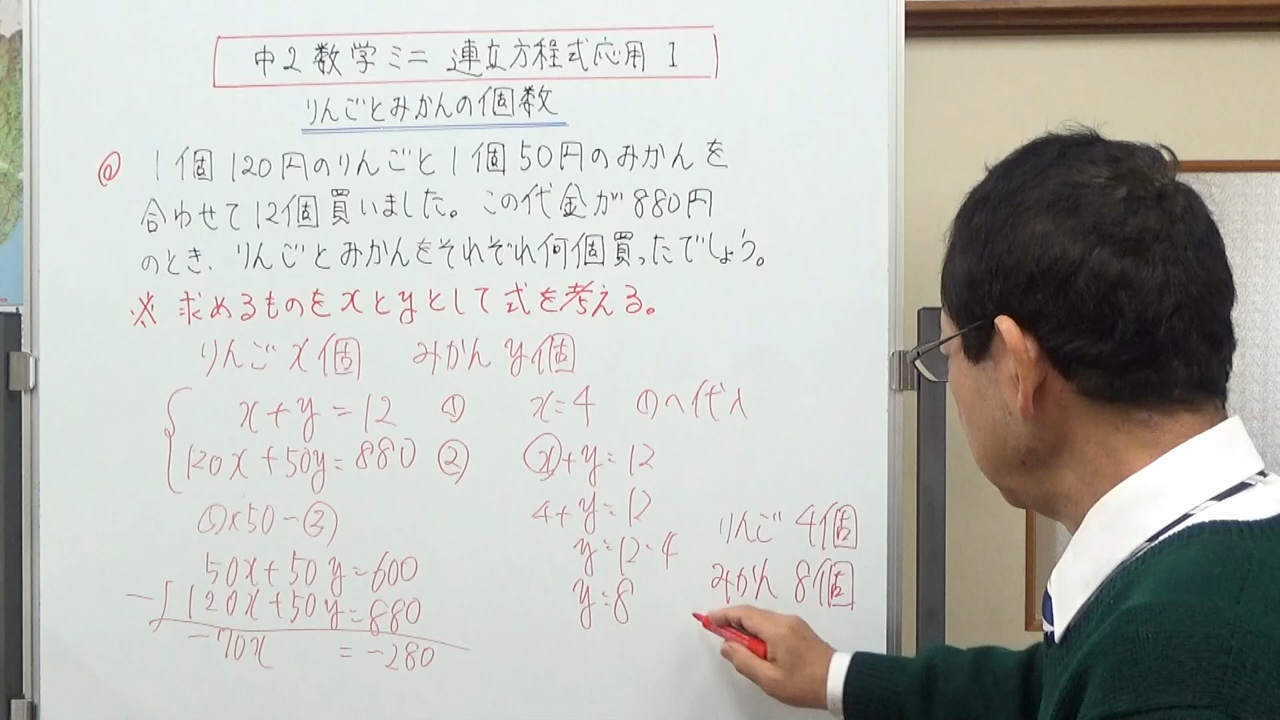 中2数学ミニ 連立方程式応用 1
りんごとみかんの個数
@ 1個120円のりんごと1個50円のみかんを
合わせて12個買いました。この代金が880円
のとき、りんごとみかんをそれぞれ何個買ったでしょう。
※ 求めるものをxとyとして式を考える。
りんご x個 みかん y個
x+y=12 ①
120x+50y=880 ②
①×50-②
50x+50y=600
-) 120x+50y=880
-70x =-280
x=4 ①へ代入
x+y=12
4+y=12
y=12-4
y=8
りんご 4個
みかん 8個